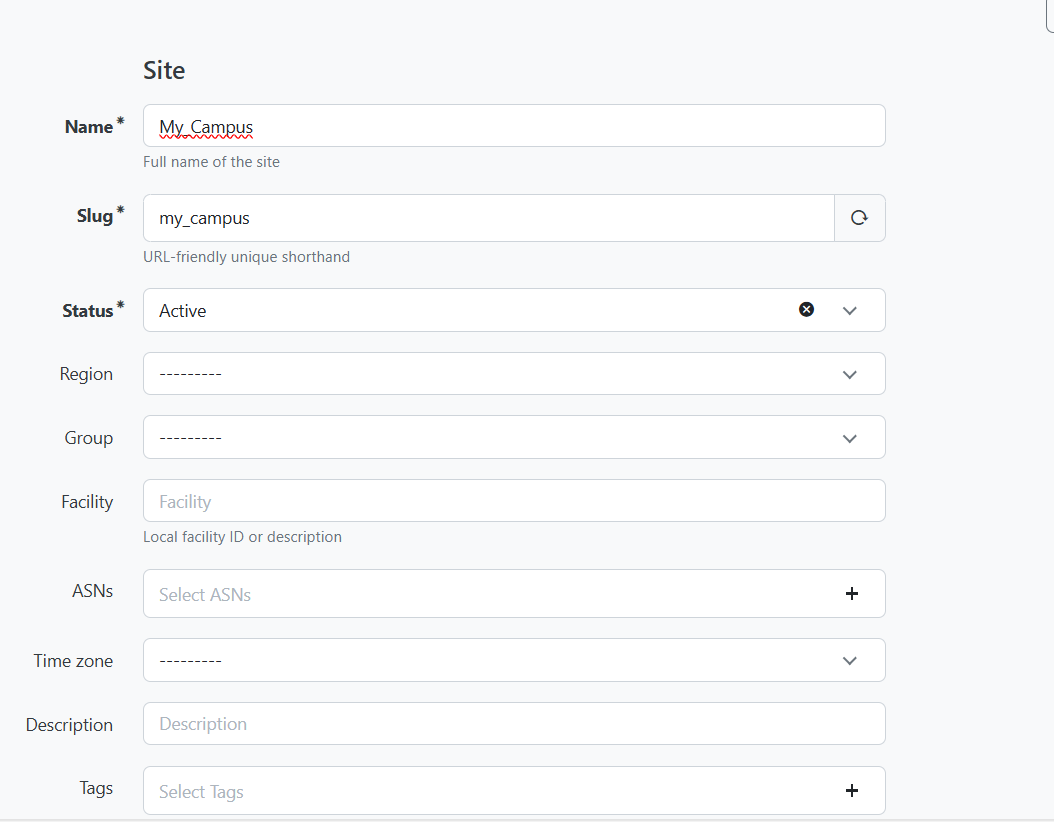 Site
Name * My_Campus
Full name of the site
Slug * my_campus
URL-friendly unique shorthand
Status * Active
Region ---------
Group ---------
Facility Facility
Local facility ID or description
ASNs Select ASNs +
Time zone ---------
Description Description
Tags Select Tags +